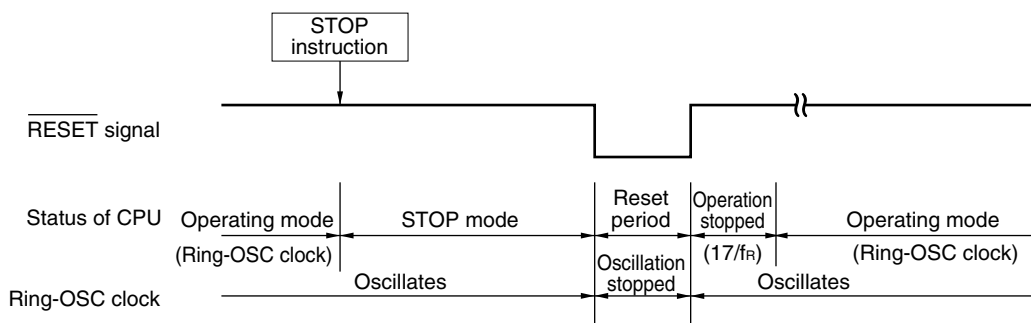 STOP
instruction
RESET signal
Status of CPU
Operating mode
(Ring-OSC clock)
STOP mode
Reset
period
Operation
stopped
(17/fR)
Operating mode
(Ring-OSC clock)
Ring-OSC clock
Oscillates
Oscillation
stopped
Oscillates